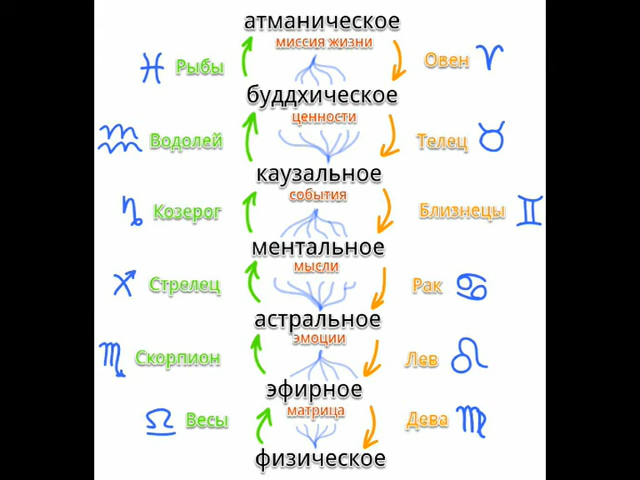 атманическое
миссия жизни
Рыбы
Овен
буддхическое
ценности
Водолей
Телец
каузальное
события
Козерог
Близнецы
ментальное
мысли
Стрелец
Рак
астральное
эмоции
Скорпион
Лев
эфирное
матрица
Весы
Дева
физическое